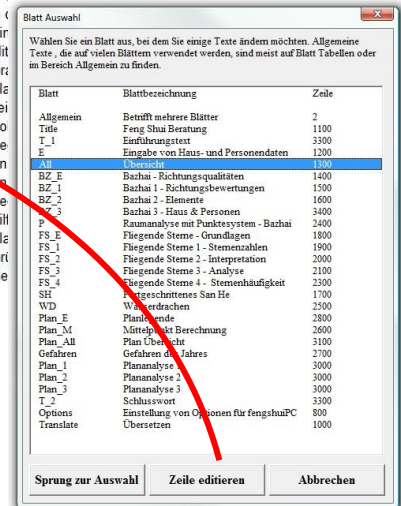 Blatt Auswahl
Wählen Sie ein Blatt aus, bei dem Sie einige Texte ändern möchten. Allgemeine
Texte , die auf vielen Blättern verwendet werden, sind meist auf Blatt Tabellen oder
im Bereich Allgemein zu finden.
Blatt Blattbezeichnung Zeile
Allgemein Betrifft mehrere Blätter 2
Title Feng Shui Beratung 1100
T_1 Einführungstext 3300
E Eingabe von Haus- und Personendaten 1200
All Übersicht 1300
BZ_E Bazhai - Richtungsqualitäten 1400
BZ_1 Bazhai 1 - Richtungsbewertungen 1500
BZ_2 Bazhai 2 - Elemente 1600
BZ_3 Bazhai 3 - Haus & Personen 3400
P Raumanalyse mit Punktesystem - Bazhai 2400
FS_E Fliegende Sterne - Grundlagen 1800
FS_1 Fliegende Sterne 1 - Sternenzahlen 1900
FS_2 Fliegende Sterne 2 - Interpretation 2000
FS_3 Fliegende Sterne 3 - Analyse 2100
FS_4 Fliegende Sterne 4 - Sternenhäufigkeit 2300
SH Fortgeschrittenes San He 1700
WD Wasserdrachen 2500
Plan_E Planlegende 2800
Plan_M Mittelpunkt Berechnung 2600
Plan_All Plan Übersicht 3100
Gefahren Gefahren des Jahres 2700
Plan_1 Plananalyse 1 3000
Plan_2 Plananalyse 2 3000
Plan_3 Plananalyse 3 3000
T_2 Schlusswort 3300
Options Einstellung von Optionen für fengshuiPC 800
Translate Übersetzen 1000
Sprung zur Auswahl Zeile editieren Abbrechen